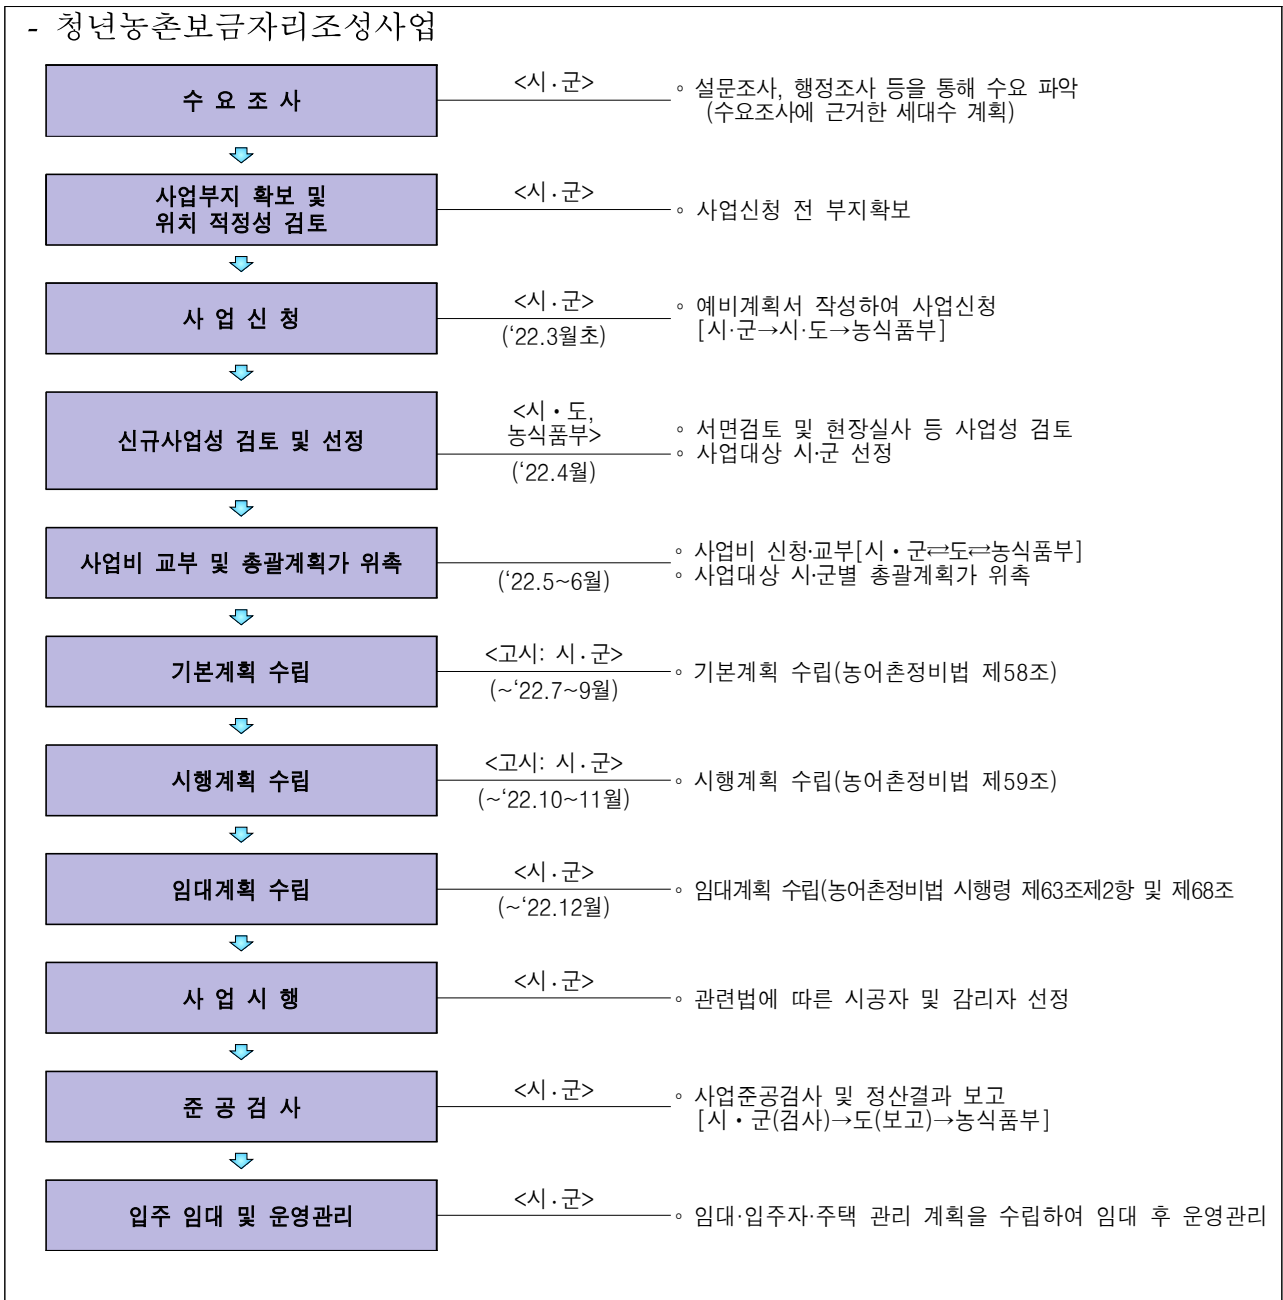 - 청년농촌보금자리조성사업
수 요 조 사
<시·군>
◦ 설문조사, 행정조사 등을 통해 수요 파악
(수요조사에 근거한 세대수 계획)
사업부지 확보 및
위치 적정성 검토
<시·군>
◦ 사업신청 전 부지확보
사 업 신 청
<시·군>
(‘22.3월초)
◦ 예비계획서 작성하여 사업신청
[시·군→시·도→농식품부]
신규사업성 검토 및 선정
<시・도,
농식품부>
(‘22.4월)
◦ 서면검토 및 현장실사 등 사업성 검토
◦ 사업대상 시·군 선정
사업비 교부 및 총괄계획가 위촉
(‘22.5~6월)
◦ 사업비 신청·교부[시・군⇄도⇄농식품부]
◦ 사업대상 시·군별 총괄계획가 위촉
기본계획 수립
<고시: 시·군>
(~‘22.7~9월)
◦ 기본계획 수립(농어촌정비법 제58조)
시행계획 수립
<고시: 시·군>
(~‘22.10~11월)
◦ 시행계획 수립(농어촌정비법 제59조)
임대계획 수립
<시·군>
(~‘22.12월)
◦ 임대계획 수립(농어촌정비법 시행령 제63조제2항 및 제68조
사 업 시 행
<시·군>
◦ 관련법에 따른 시공자 및 감리자 선정
준 공 검 사
<시·군>
◦ 사업준공검사 및 정산결과 보고
[시・군(검사)→도(보고)→농식품부]
입주 임대 및 운영관리
<시·군>
◦ 임대·입주자·주택 관리 계획을 수립하여 임대 후 운영관리